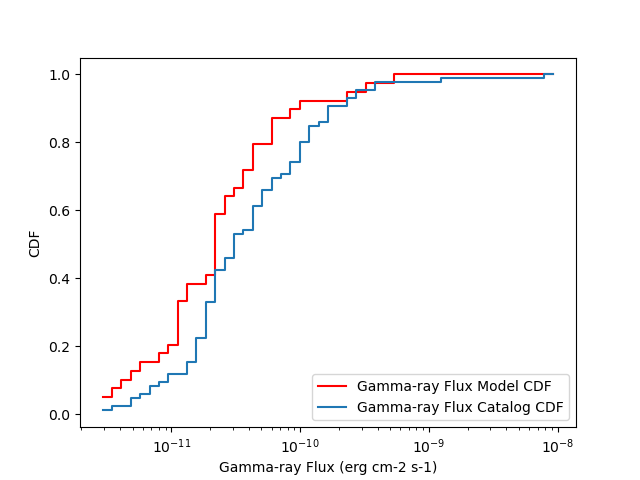 1.0
0.8
0.6
0.4
0.2
0.0
CDF
10⁻¹¹
10⁻¹⁰
10⁻⁹
10⁻⁸
Gamma-ray Flux (erg cm-2 s-1)
Gamma-ray Flux Model CDF
Gamma-ray Flux Catalog CDF